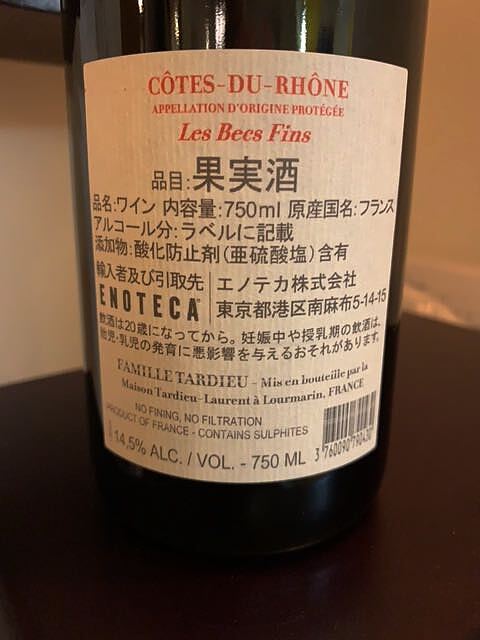 CÔTES-DU-RHÔNE
APPELLATION D'ORIGINE PROTÉGÉE
Les Becs Fins
品目:果実酒
品名:ワイン 内容量:750ml 原産国名:フランス
アルコール分:ラベルに記載
添加物:酸化防止剤(亜硫酸塩)含有
輸入者及び引取先 エノテカ株式会社
ENOTECA® 東京都港区南麻布5-14-15
飲酒は20歳になってから。妊娠中や授乳期の飲酒は、
胎児・乳児の発育に悪影響を与えるおそれがあります。
FAMILLE TARDIEU - Mis en bouteille par la
Maison Tardieu-Laurent à Lourmarin, FRANCE
NO FINING, NO FILTRATION
PRODUCT OF FRANCE - CONTAINS SULPHITES
14,5% ALC. / VOL. - 750 ML
3 760090 790430